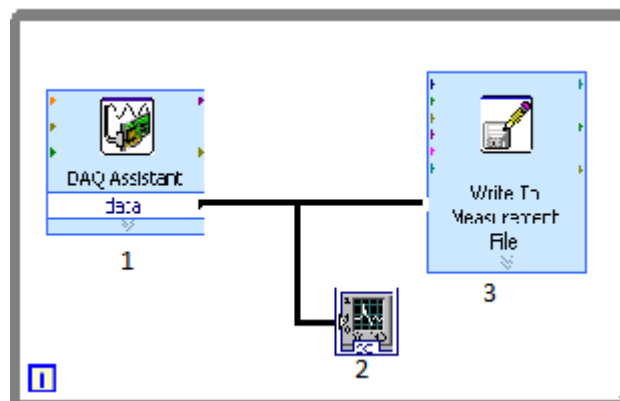 DAQ Assistant
data
1
Write To
Measurement
File
3
2
i